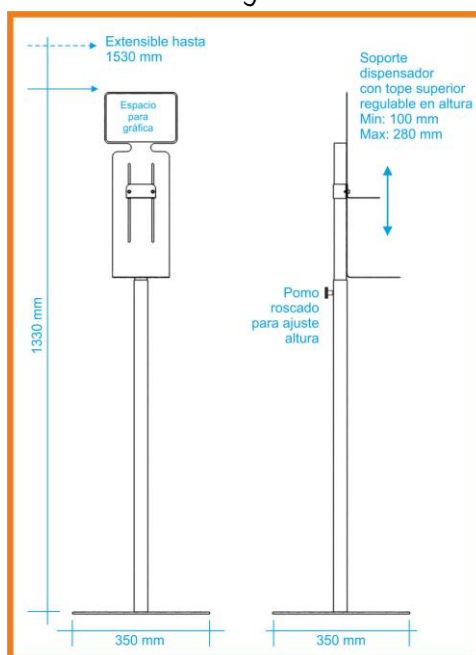 Extensible hasta
1530 mm
Espacio
para
gráfica
Soporte
dispensador
con tope superior
regulable en altura
Min: 100 mm
Max: 280 mm
Pomo
roscado
para ajuste
altura
1330 mm
350 mm
350 mm